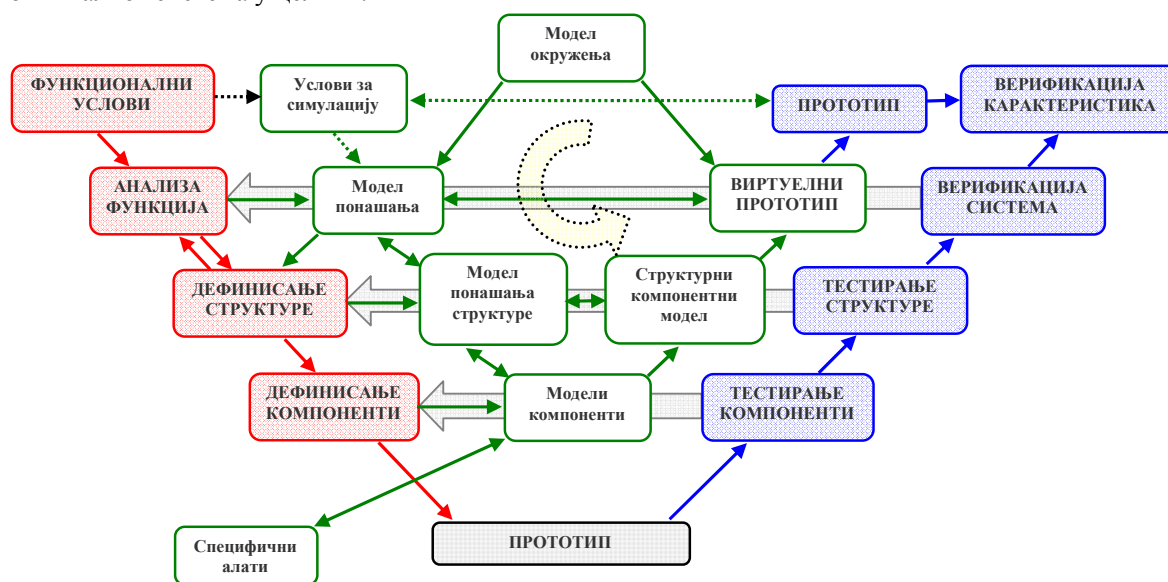 Модел
окружења
ФУНКЦИОНАЛНИ
УСЛОВИ
Услови за
симулацију
ПРОТОТИП
ВЕРИФИКАЦИЈА
КАРАКТЕРИСТИКА
АНАЛИЗА
ФУНКЦИЈА
Модел
понашања
ВИРТУЕЛНИ
ПРОТОТИП
ВЕРИФИКАЦИЈА
СИСТЕМА
ДЕФИНИСАЊЕ
СТРУКТУРЕ
Модел
понашања
структуре
Структурни
компонентни
модел
ТЕСТИРАЊЕ
СТРУКТУРЕ
ДЕФИНИСАЊЕ
КОМПОНЕНТИ
Модели
компоненти
ТЕСТИРАЊЕ
КОМПОНЕНТИ
Специфични
алати
ПРОТОТИП